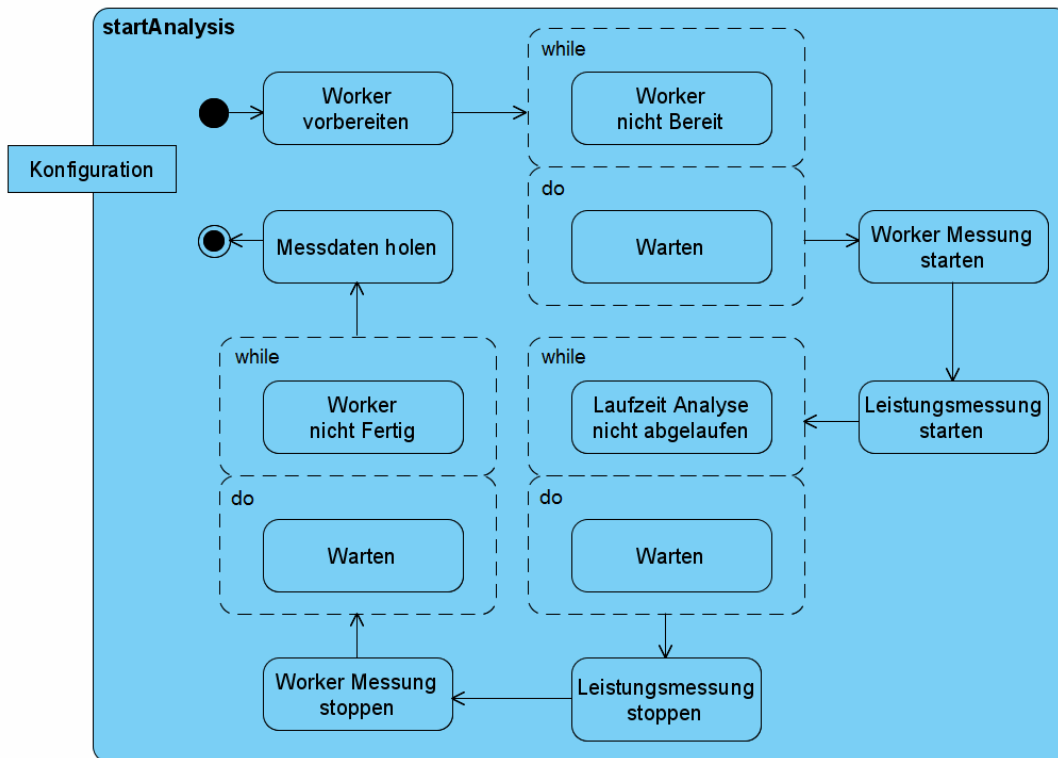 startAnalysis
Konfiguration
Worker
vorbereiten
while
Worker
nicht Bereit
do
Warten
Worker Messung
starten
Leistungsmessung
starten
while
Laufzeit Analyse
nicht abgelaufen
do
Warten
Leistungsmessung
stoppen
Worker Messung
stoppen
while
Worker
nicht Fertig
do
Warten
Messdaten holen